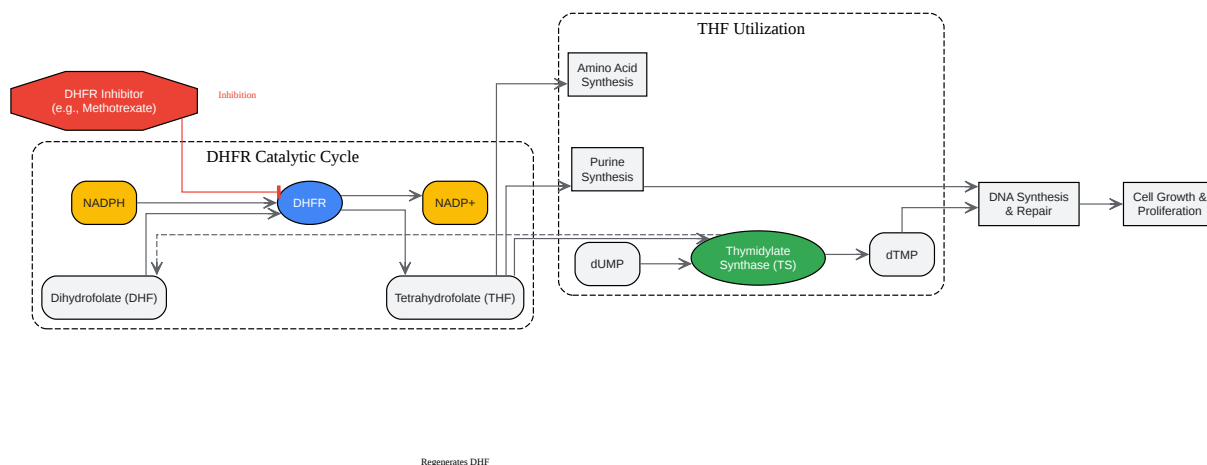 THF Utilization
Amino Acid
Synthesis
DHFR Inhibitor
(e.g., Methotrexate)
Inhibition
DHFR Catalytic Cycle
Purine
Synthesis
NADPH
DHFR
NADP+
DNA Synthesis
& Repair
Cell Growth &
Proliferation
dUMP
Thymidylate
Synthase (TS)
dTMP
Dihydrofolate (DHF)
Tetrahydrofolate (THF)
Regenerates DHF